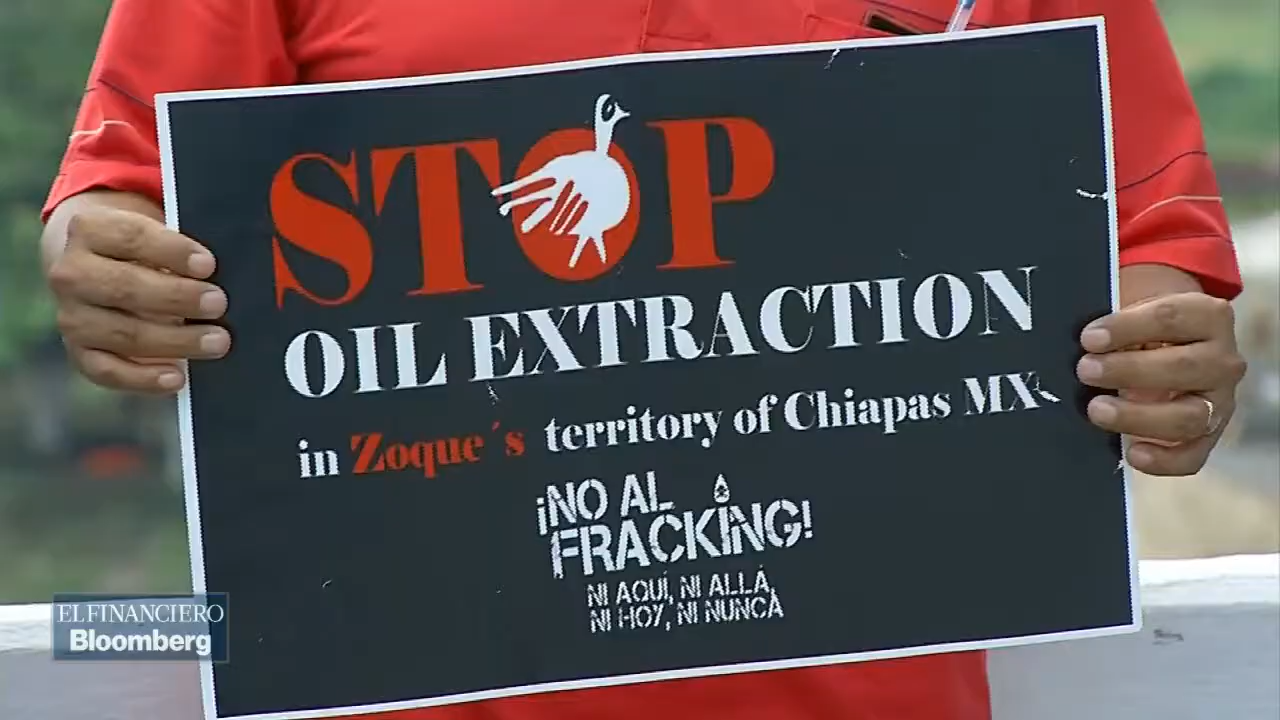 STOP
OIL EXTRACTION
in Zoque´s territory of Chiapas MX
¡NO AL
FRACKING!
NI AQUÍ, NI ALLÁ,
NI HOY, NI NUNCA
EL FINANCIERO
Bloomberg